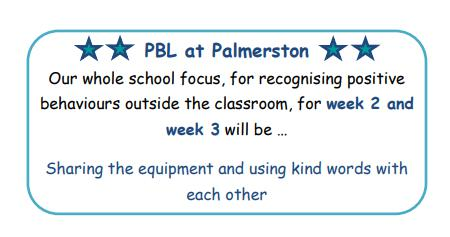 PBL at Palmerston
Our whole school focus, for recognising positive
behaviours outside the classroom, for week 2 and
week 3 will be …
Sharing the equipment and using kind words with
each other